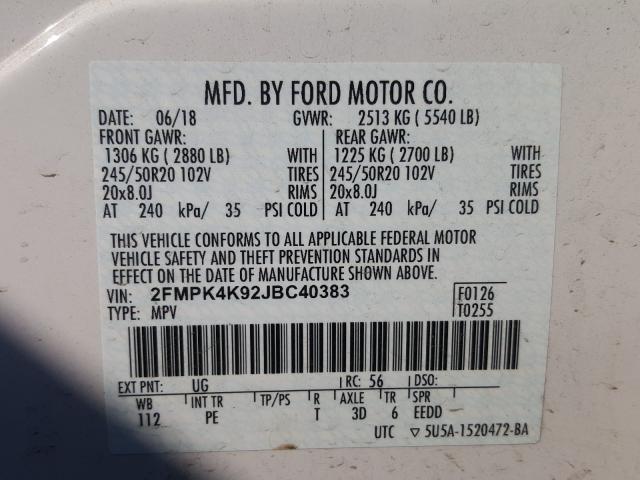 MFD. BY FORD MOTOR CO.
DATE: 06/18 GVWR: 2513 KG ( 5540 LB)
FRONT GAWR: REAR GAWR:
1306 KG ( 2880 LB) WITH 1225 KG ( 2700 LB) WITH
245/50R20 102V TIRES 245/50R20 102V TIRES
20x8.0J RIMS 20x8.0J RIMS
AT 240 kPa/ 35 PSI COLD AT 240 kPa/ 35 PSI COLD
THIS VEHICLE CONFORMS TO ALL APPLICABLE FEDERAL MOTOR
VEHICLE SAFETY AND THEFT PREVENTION STANDARDS IN
EFFECT ON THE DATE OF MANUFACTURE SHOWN ABOVE.
VIN: 2FMPK4K92JBC40383 F0126
TYPE: MPV T0255
EXT PNT: UG RC: 56 DSO:
WB INT TR TP/PS R AXLE TR SPR
112 PE T 3D 6 EEDD
UTC ▽ 5U5A-1520472-BA